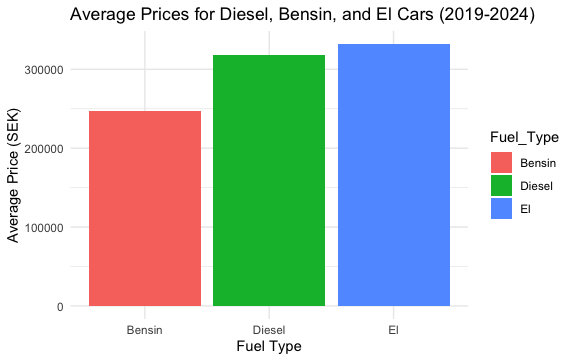 Average Prices for Diesel, Bensin, and El Cars (2019-2024)
Average Price (SEK)
300000
200000
100000
0
Bensin
Diesel
El
Fuel Type
Fuel_Type
Bensin
Diesel
El